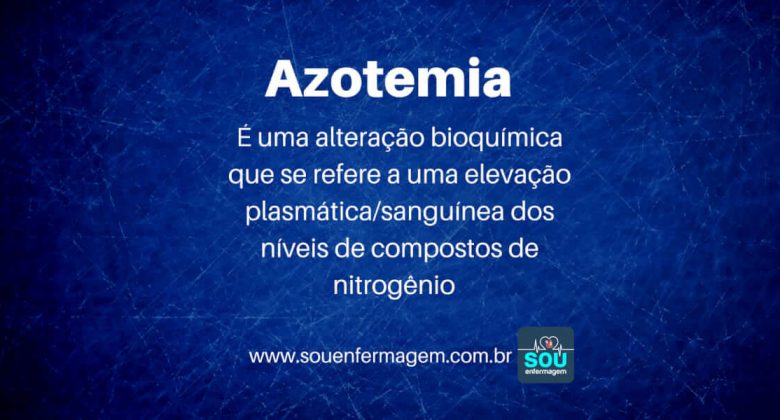 Azotemia
É uma alteração bioquímica
que se refere a uma elevação
plasmática/sanguínea dos
níveis de compostos de
nitrogênio
www.souenfermagem.com.br
SOU
enfermagem